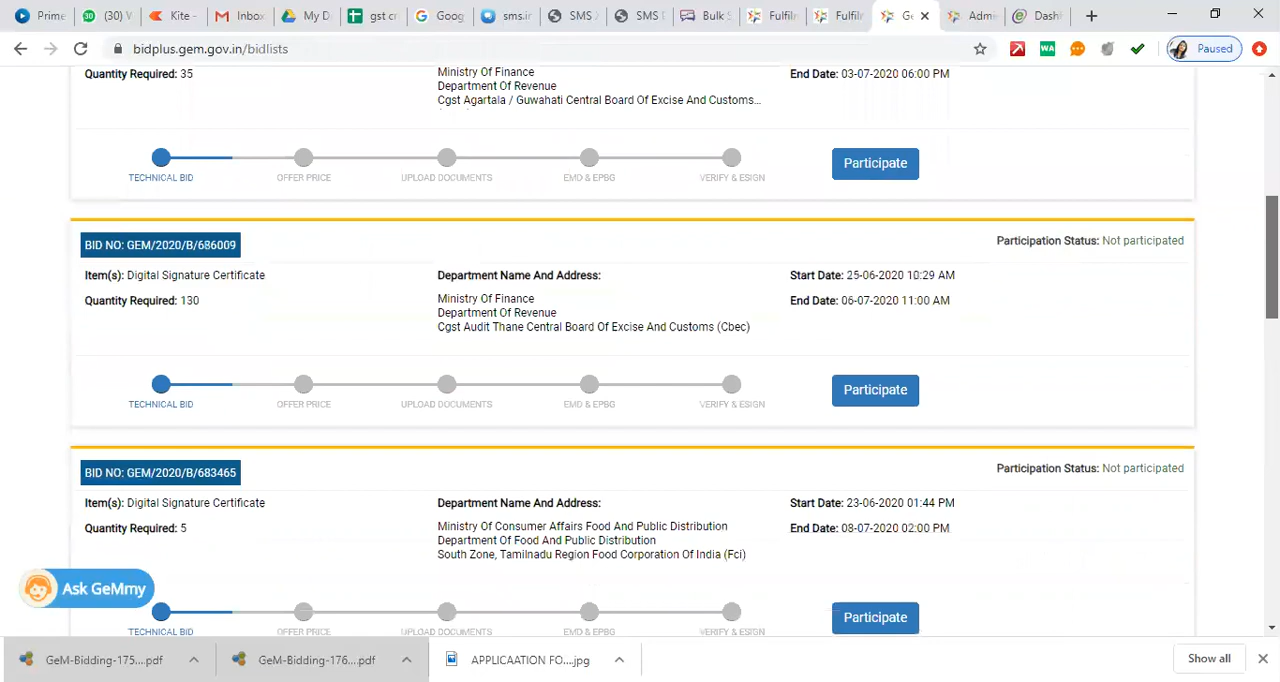 Prime
(30) V
Kite -
Inbox
My D
gst cr
Goog
sms.ir
SMS
SMS
Bulk S
Fulfilm
Fulfilm
Ge
Admi
Dash
bidplus.gem.gov.in/bidlists
WA
Paused
Quantity Required: 35
Ministry Of Finance
Department Of Revenue
Cgst Agartala / Guwahati Central Board Of Excise And Customs...
End Date: 03-07-2020 06:00 PM
TECHNICAL BID OFFER PRICE UPLOAD DOCUMENTS EMD & EPBG VERIFY & ESIGN
Participate
BID NO: GEM/2020/B/686009
Participation Status: Not participated
Item(s): Digital Signature Certificate
Quantity Required: 130
Department Name And Address:
Ministry Of Finance
Department Of Revenue
Cgst Audit Thane Central Board Of Excise And Customs (Cbec)
Start Date: 25-06-2020 10:29 AM
End Date: 06-07-2020 11:00 AM
TECHNICAL BID OFFER PRICE UPLOAD DOCUMENTS EMD & EPBG VERIFY & ESIGN
Participate
BID NO: GEM/2020/B/683465
Participation Status: Not participated
Item(s): Digital Signature Certificate
Quantity Required: 5
Department Name And Address:
Ministry Of Consumer Affairs Food And Public Distribution
Department Of Food And Public Distribution
South Zone, Tamilnadu Region Food Corporation Of India (Fci)
Start Date: 23-06-2020 01:44 PM
End Date: 08-07-2020 02:00 PM
Ask GeMmy
TECHNICAL BID OFFER PRICE UPLOAD DOCUMENTS EMD & EPBG VERIFY & ESIGN
Participate
GeM-Bidding-175....pdf
GeM-Bidding-176....pdf
APPLICAATION FO....jpg
Show all